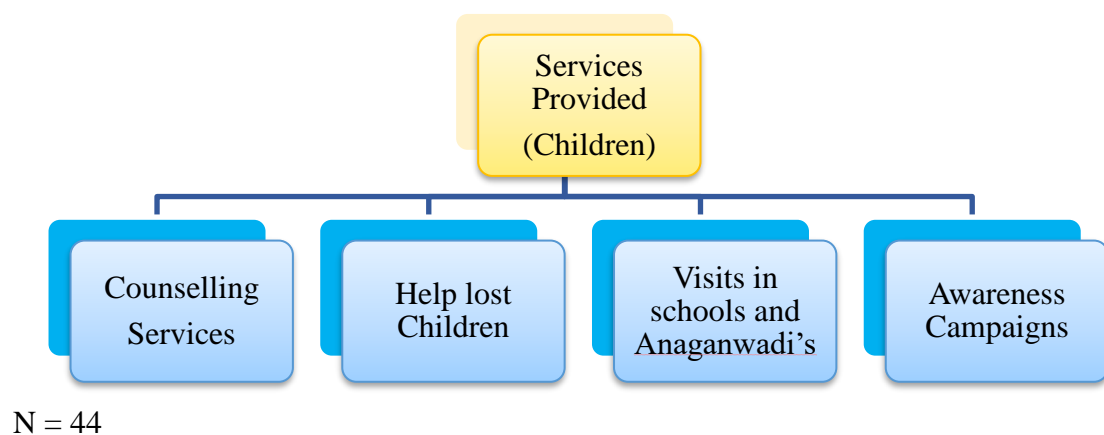 Services
Provided
(Children)
Counselling
Services
Help lost
Children
Visits in
schools and
Anaganwadi’s
Awareness
Campaigns
N = 44